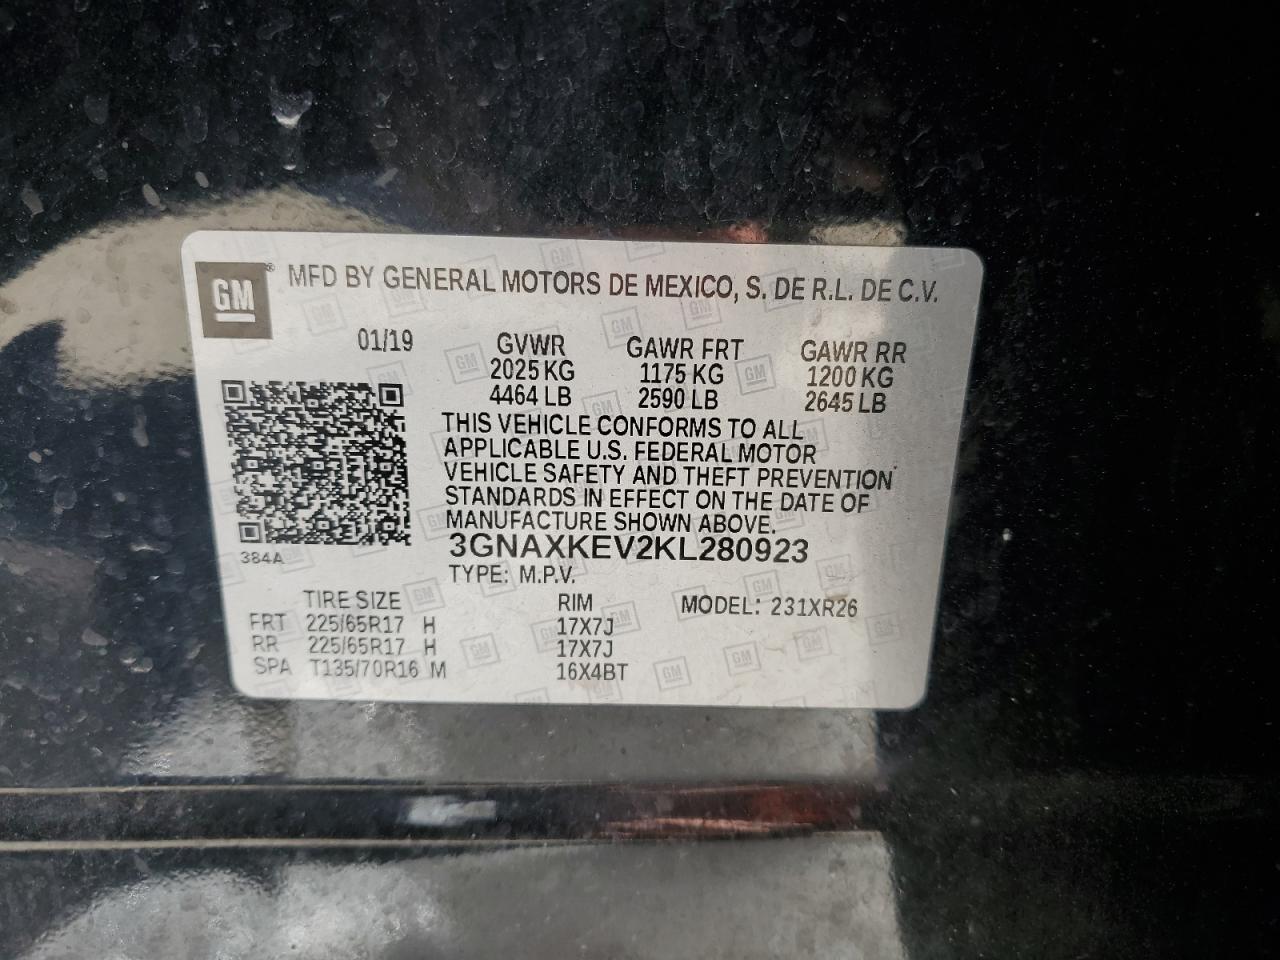 GM
MFD BY GENERAL MOTORS DE MEXICO, S. DE R.L. DE C.V.
01/19 GVWR GAWR FRT GAWR RR
2025 KG 1175 KG 1200 KG
4464 LB 2590 LB 2645 LB
THIS VEHICLE CONFORMS TO ALL
APPLICABLE U.S. FEDERAL MOTOR
VEHICLE SAFETY AND THEFT PREVENTION
STANDARDS IN EFFECT ON THE DATE OF
MANUFACTURE SHOWN ABOVE.
384A
3GNAXKEV2KL280923
TYPE: M.P.V.
TIRE SIZE RIM MODEL: 231XR26
FRT 225/65R17 H 17X7J
RR 225/65R17 H 17X7J
SPA T135/70R16 M 16X4BT